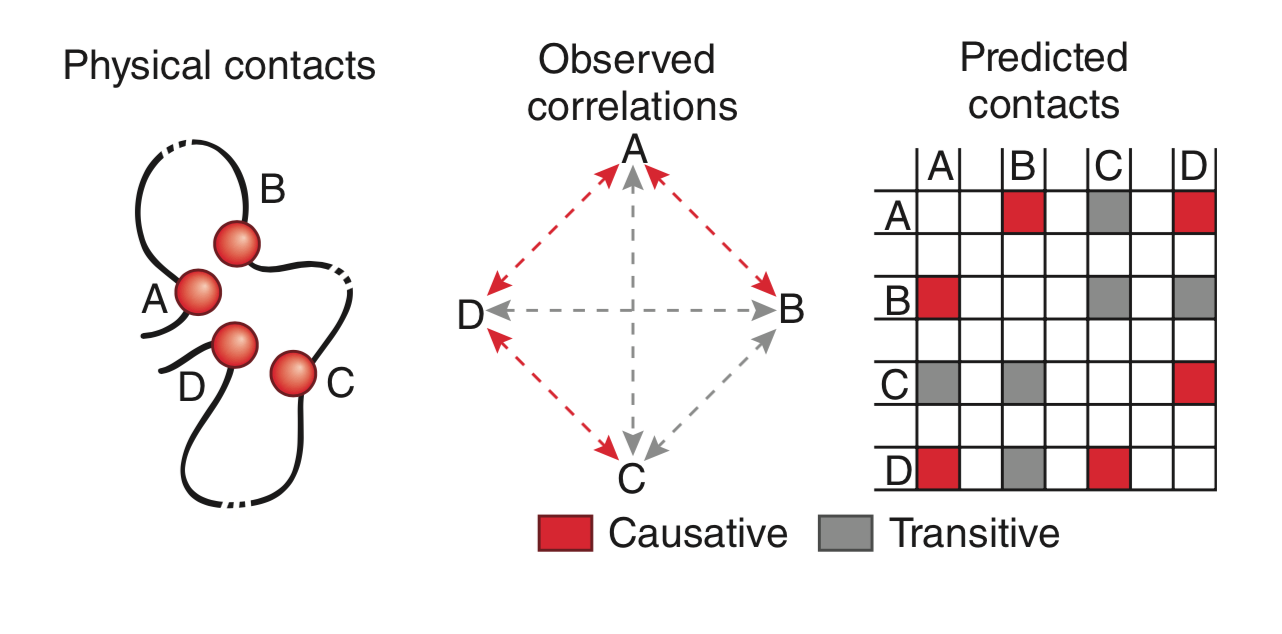 Physical contacts
B
A
D
C
Observed
correlations
A
D
B
C
Predicted
contacts
A B C D
A
B
C
D
Causative Transitive